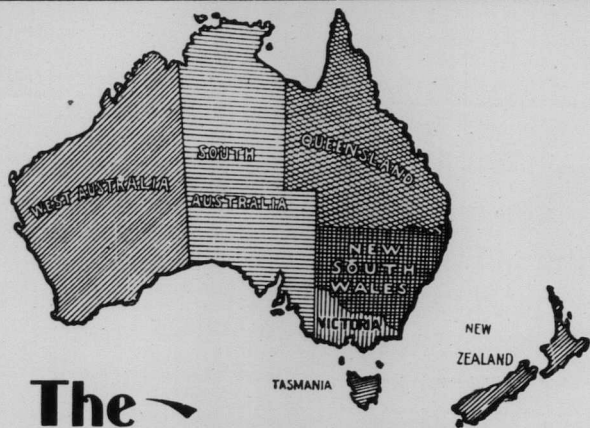 SOUTH
QUEENSLAND
WEST AUSTRALIA
AUSTRALIA
NEW
SOUTH
WALES
VICTORIA
NEW
ZEALAND
TASMANIA
The